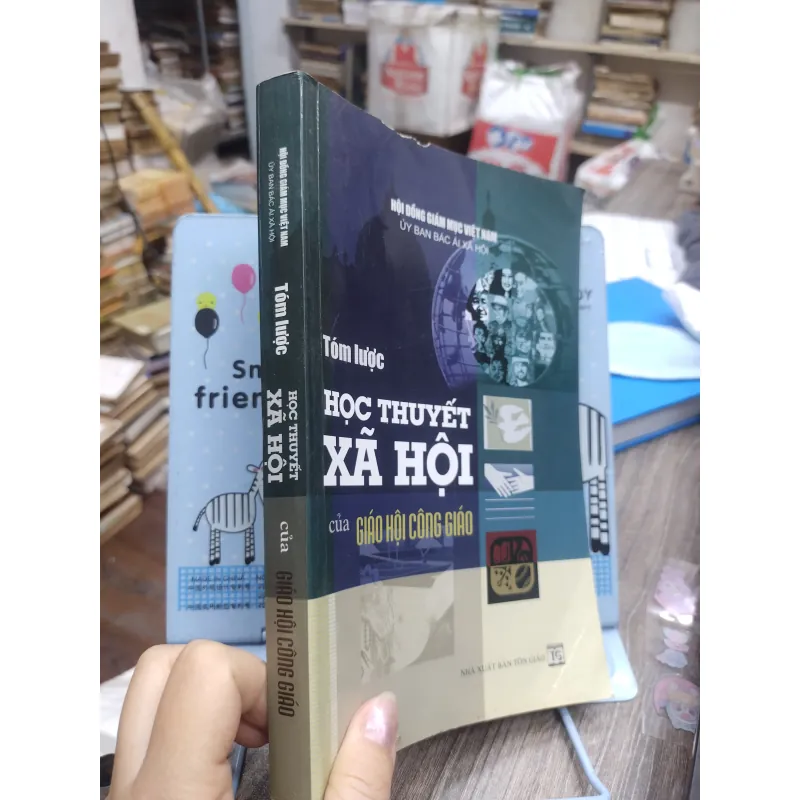 HỘI ĐỒNG GIÁM MỤC VIỆT NAM
ỦY BAN BÁC ÁI XÃ HỘI
Tóm lược
HỌC THUYẾT
XÃ HỘI
của GIÁO HỘI CÔNG GIÁO
NHÀ XUẤT BẢN TÔN GIÁO
HỘI ĐỒNG GIÁM MỤC VIỆT NAM
ỦY BAN BÁC ÁI XÃ HỘI
Tóm lược
HỌC THUYẾT
XÃ HỘI
của
GIÁO HỘI CÔNG GIÁO
Sm
frien